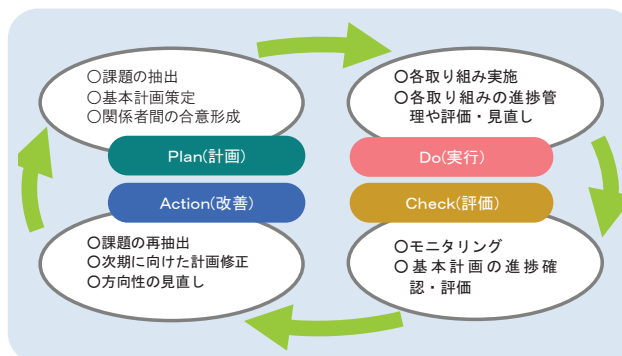 ○課題の抽出
○基本計画策定
○関係者間の合意形成
Plan(計画)
○各取り組み実施
○各取り組みの進捗管
理や評価・見直し
Do(実行)
Action(改善)
○課題の再抽出
○次期に向けた計画修正
○方向性の見直し
Check(評価)
○モニタリング
○基本計画の進捗確
認・評価